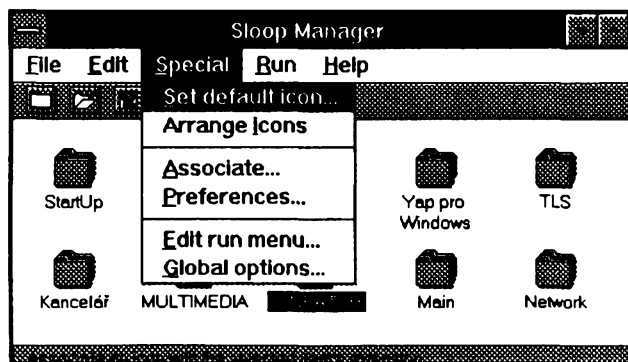 Sloop Manager
File Edit Special Run Help
Set default icon...
Arrange Icons
Associate...
Preferences...
Edit run menu...
Global options...
StartUp Yap pro Windows TLS
Kancelář MULTIMEDIA Main Network